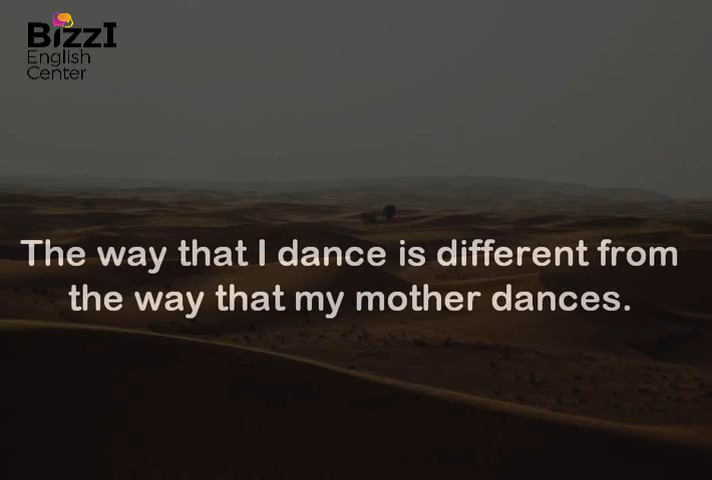 BizzI
English
Center
The way that I dance is different from
the way that my mother dances.